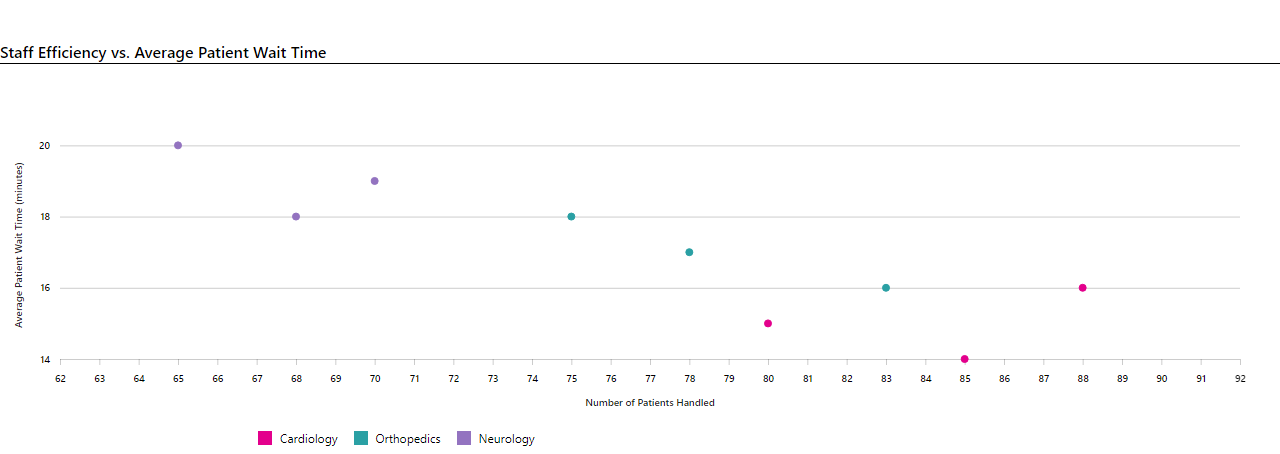 Staff Efficiency vs. Average Patient Wait Time
Average Patient Wait Time (minutes)
20
18
16
14
62 63 64 65 66 67 68 69 70 71 72 73 74 75 76 77 78 79 80 81 82 83 84 85 86 87 88 89 90 91 92
Number of Patients Handled
Cardiology Orthopedics Neurology